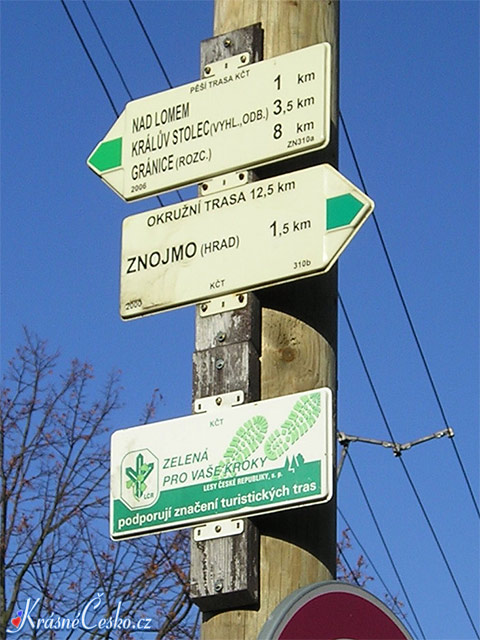 PĚŠÍ TRASA KČT
NAD LOMEM 1 km
KRÁLŮV STOLEC(VYHL.,ODB.) 3,5 km
GRÁNICE (ROZC.) 8 km
2006 ZN310a
OKRUŽNÍ TRASA 12,5 km
ZNOJMO (HRAD) 1,5 km
KČT 310b
KČT
ZELENÁ
PRO VAŠE KROKY
LESY ČESKÉ REPUBLIKY, s. p.
LČR
podporují značení turistických tras
KrásnéČesko.cz